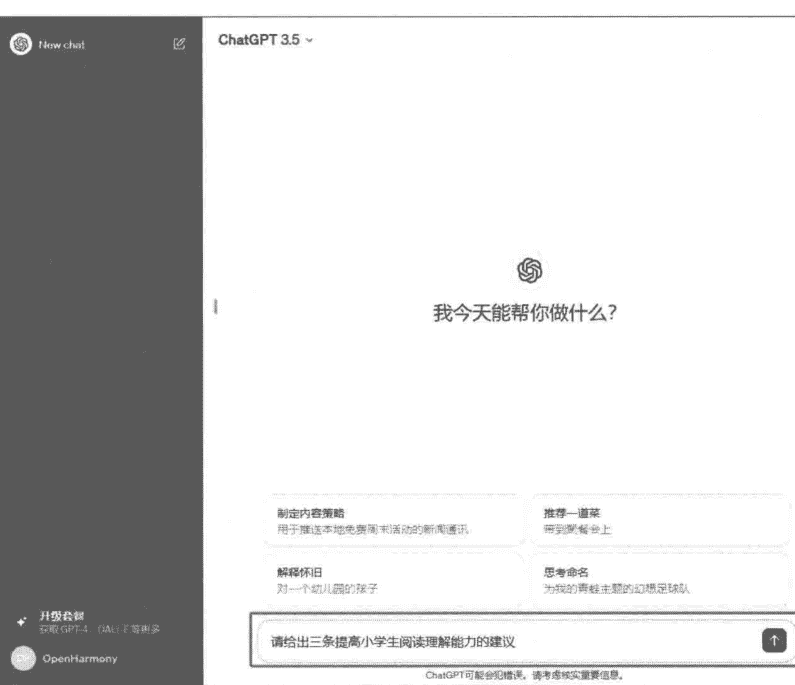 New chat
ChatGPT 3.5
我今天能帮你做什么?
制定内容策略
用于推送本地免费周末活动的新闻通讯
推荐一道菜
带到聚餐会上
解释怀旧
对一个幼儿园的孩子
思考命名
为我的青蛙主题的幻想足球队
升级套餐
获取 GPT-4
OpenHarmony
请给出三条提高小学生阅读理解能力的建议
ChatGPT可能会犯错误。请考虑核实重要信息。